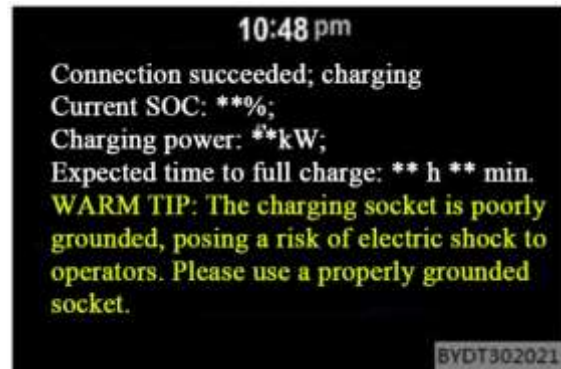 10:48 pm
Connection succeeded; charging
Current SOC: **%;
Charging power: **kW;
Expected time to full charge: ** h ** min.
WARM TIP: The charging socket is poorly
grounded, posing a risk of electric shock to
operators. Please use a properly grounded
socket.
BYDT302021